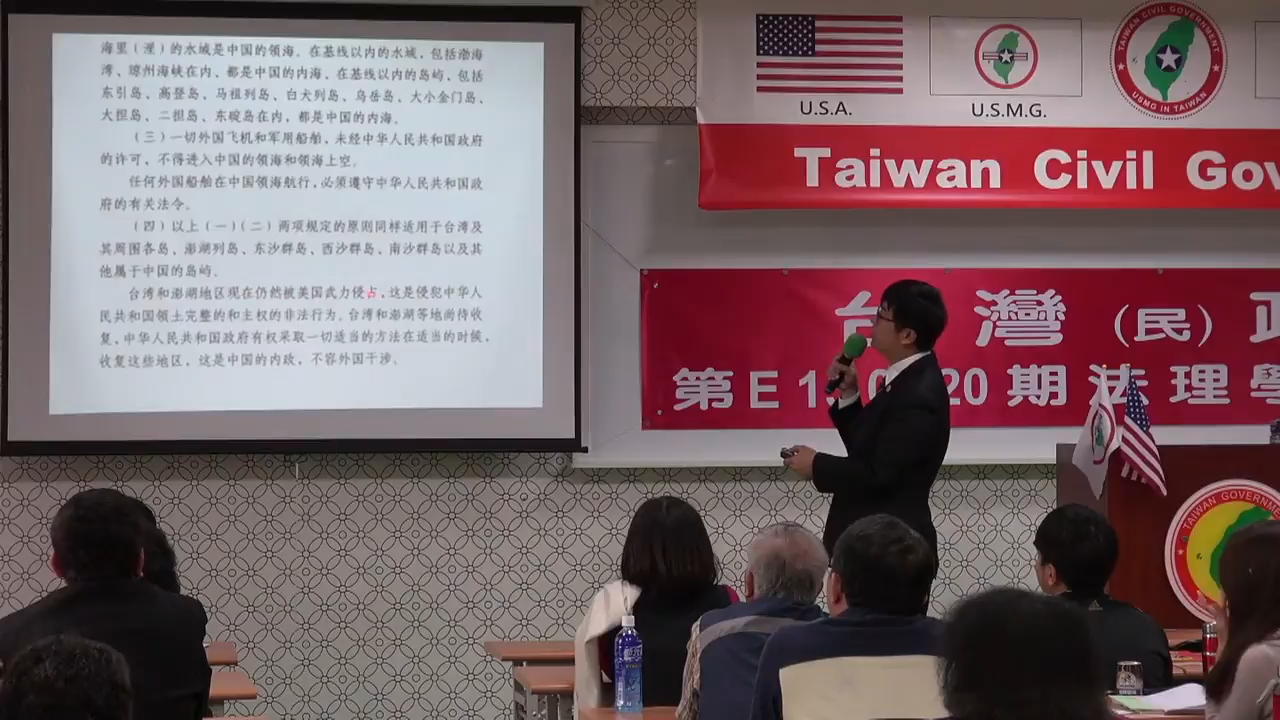 海里（浬）的水域是中国的领海。在基线以内的水域，包括渤海
湾、琼州海峡在内、都是中国的内海、在基线以内的岛屿，包括
东引岛、高登岛、马祖列岛、白犬列岛、乌岳岛、大小金门岛、
大担岛、二担岛、东碇岛在内，都是中国的内海。
（三）一切外国飞机和军用船舶，未经中华人民共和国政府
的许可，不得进入中国的领海和领海上空。
任何外国船舶在中国领海航行，必须遵守中华人民共和国政
府的有关法令。
（四）以上（一）（二）两项规定的原则同样适用于台湾及
其周围各岛、澎湖列岛、东沙群岛、西沙群岛、南沙群岛以及其
他属于中国的岛屿。
台湾和澎湖地区现在仍然被美国武力侵占，这是侵犯中华人
民共和国领土完整的和主权的非法行为。台湾和澎湖等地尚待收
复，中华人民共和国政府有权采取一切适当的方法在适当的时候，
收复这些地区，这是中国的内政，不容外国干涉。
U.S.A.
U.S.M.G.
TAIWAN CIVIL GOVERNMENT
USMG IN TAIWAN
Taiwan Civil Gov
台灣（民）政
第E1 0 20期法理學
TAIWAN GOVERNMENT